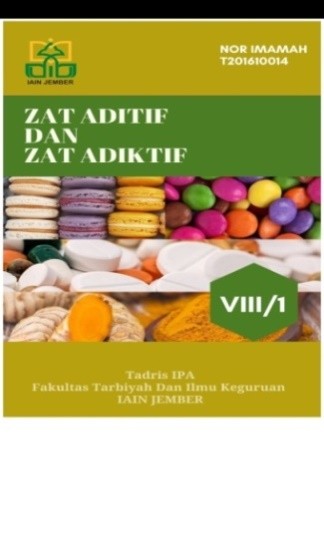 IAIN JEMBER
NOR IMAMAH
T201610014
ZAT ADITIF
DAN
ZAT ADIKTIF
VIII/1
Tadris IPA
Fakultas Tarbiyah Dan Ilmu Keguruan
IAIN JEMBER